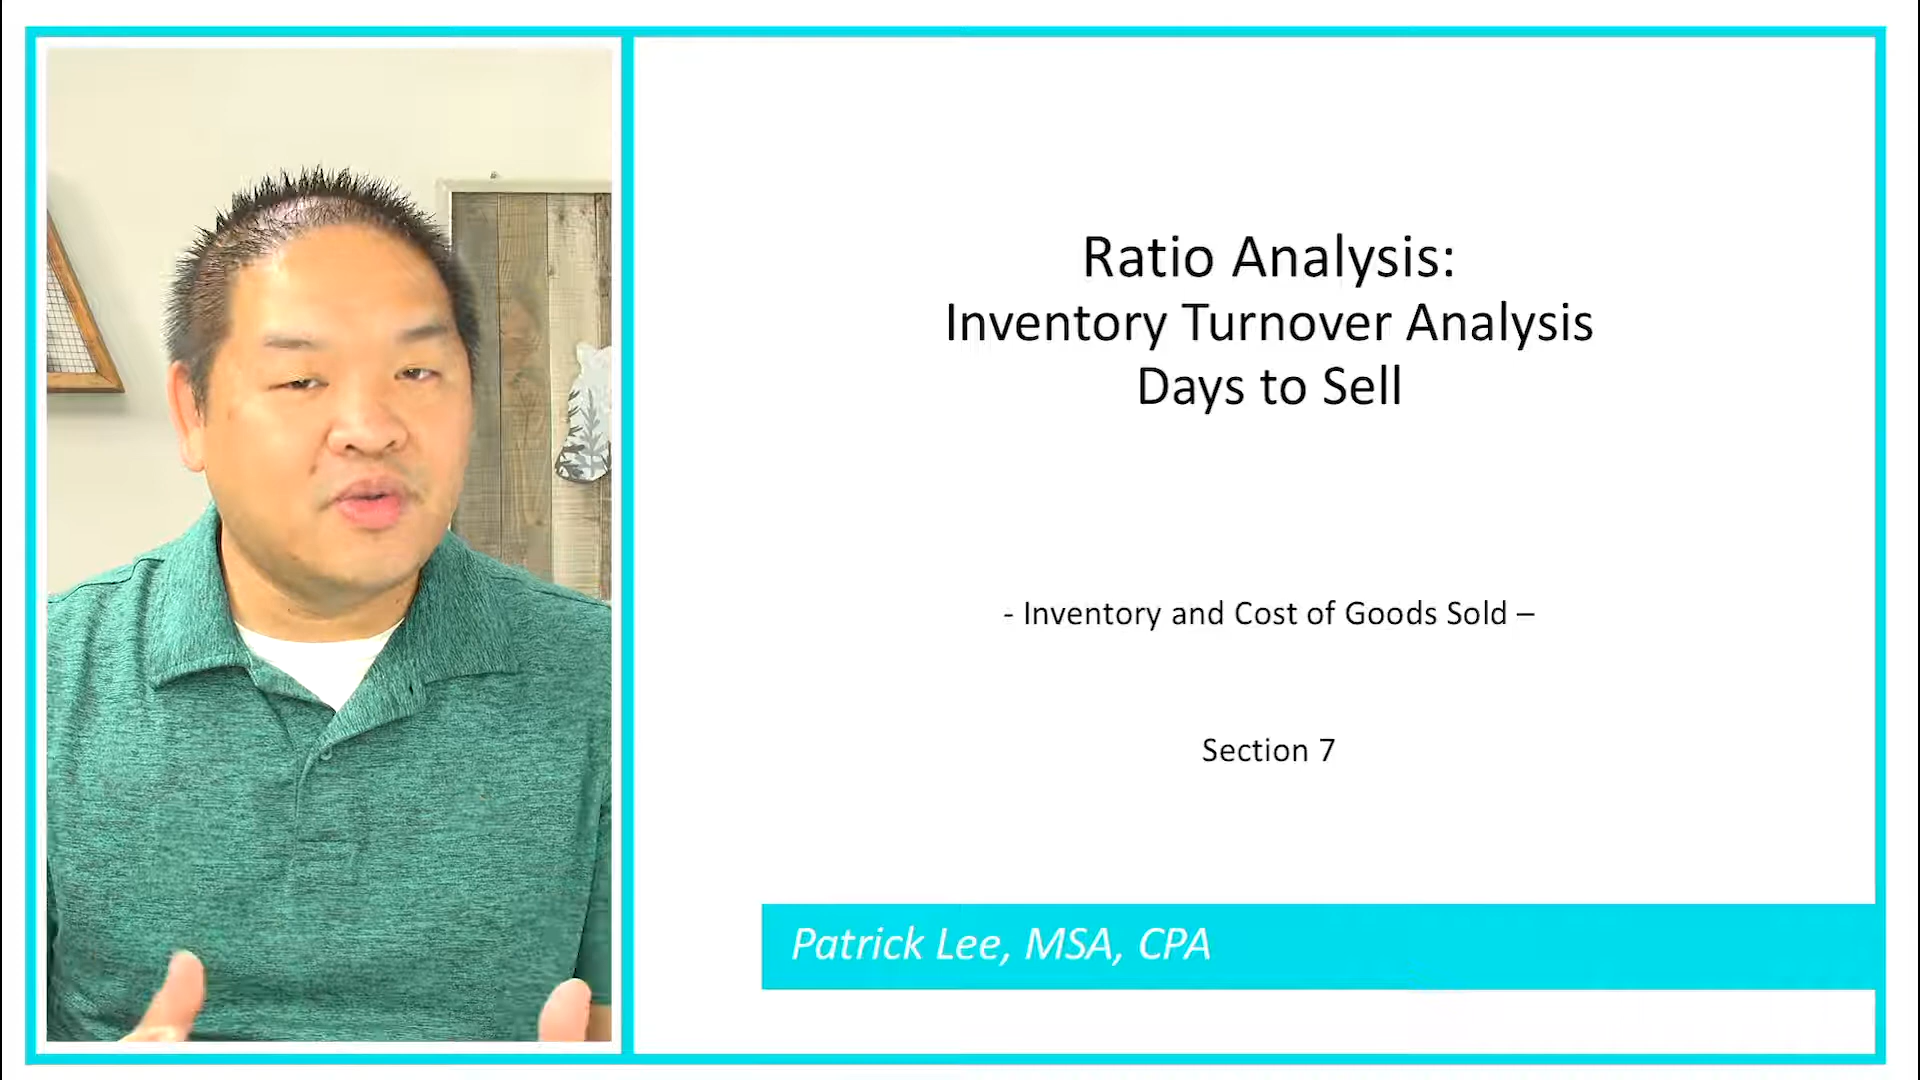 Ratio Analysis:
Inventory Turnover Analysis
Days to Sell
- Inventory and Cost of Goods Sold –
Section 7
Patrick Lee, MSA, CPA